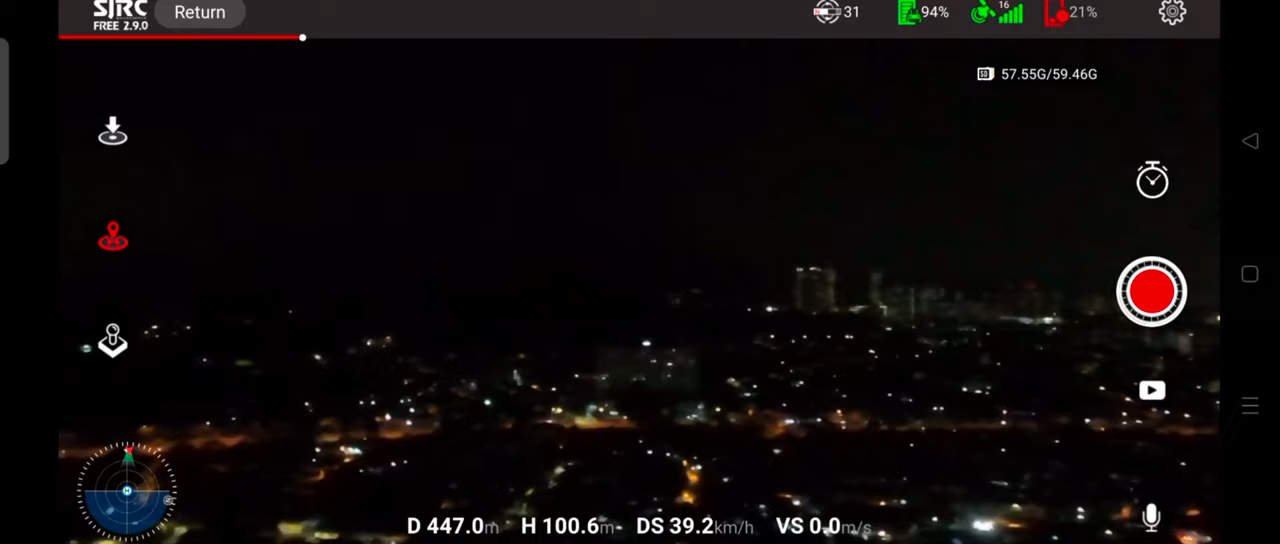 SJRC
FREE 2.9.0
Return
31
94%
16
21%
SD 57.55G/59.46G
D 447.0m H 100.6m DS 39.2km/h VS 0.0m/s
H